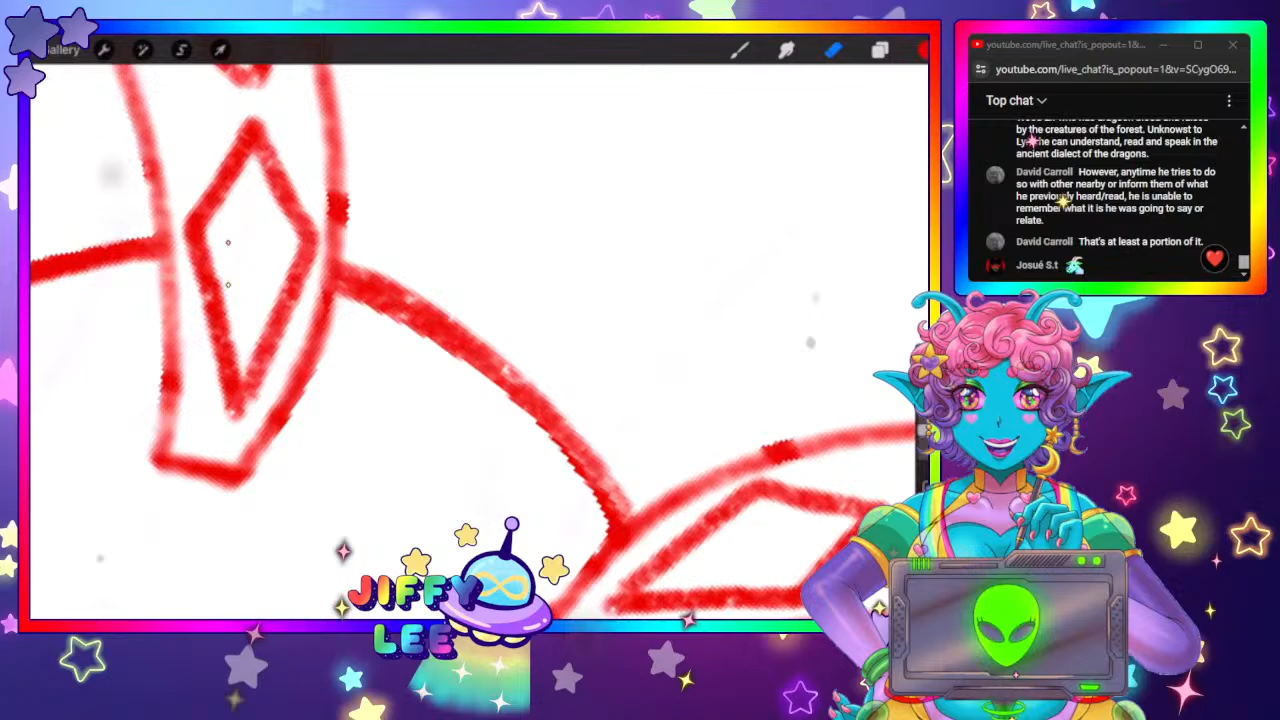 Gallery
youtube.com/live_chat?is_popout=1&...
youtube.com/live_chat?is_popout=1&v=SCygO69...
Top chat
by the creatures of the forest. Unknowst to
he can understand, read and speak in the
ancient dialect of the dragons.
David Carroll However, anytime he tries to do
so with other nearby or inform them of what
he previously heard/read, he is unable to
remember what it is he was going to say or
relate.
David Carroll That's at least a portion of it.
Josué S.t
JIFFY
LEE